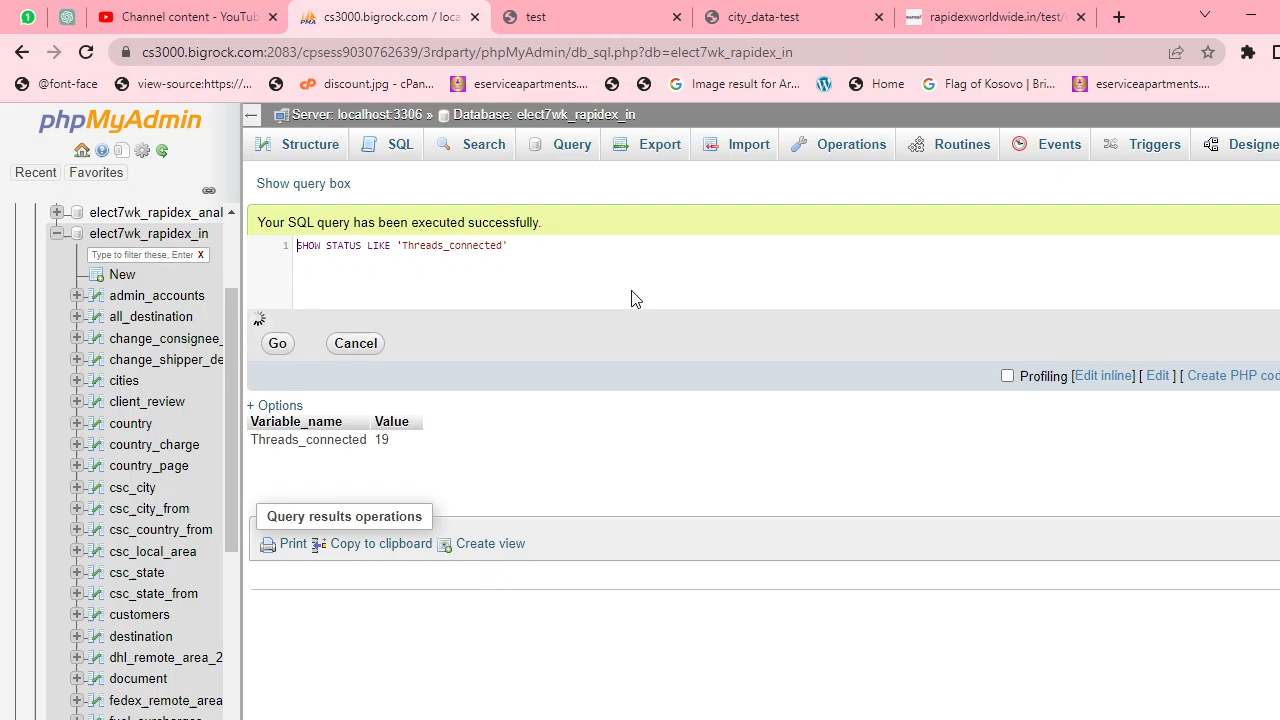 Channel content - YouTub
cs3000.bigrock.com / loca
test
city_data-test
rapidexworldwide.in/test/
cs3000.bigrock.com:2083/cpsess9030762639/3rdparty/phpMyAdmin/db_sql.php?db=elect7wk_rapidex_in
@font-face
view-source:https://...
discount.jpg - cPan...
eserviceapartments....
Image result for Ar...
Home
Flag of Kosovo | Bri...
eserviceapartments....
phpMyAdmin
Recent
Favorites
elect7wk_rapidex_anal
elect7wk_rapidex_in
Type to filter these, Enter X
New
admin_accounts
all_destination
change_consignee_
change_shipper_de
cities
client_review
country
country_charge
country_page
csc_city
csc_city_from
csc_country_from
csc_local_area
csc_state
csc_state_from
customers
destination
dhl_remote_area_2
document
fedex_remote_area
Server: localhost:3306 » Database: elect7wk_rapidex_in
Structure
SQL
Search
Query
Export
Import
Operations
Routines
Events
Triggers
Designe
Show query box
Your SQL query has been executed successfully.
1 SHOW STATUS LIKE 'Threads_connected'
Go
Cancel
Profiling [Edit inline] [ Edit ] [ Create PHP cod
+ Options
Variable_name Value
Threads_connected 19
Query results operations
Print Copy to clipboard Create view